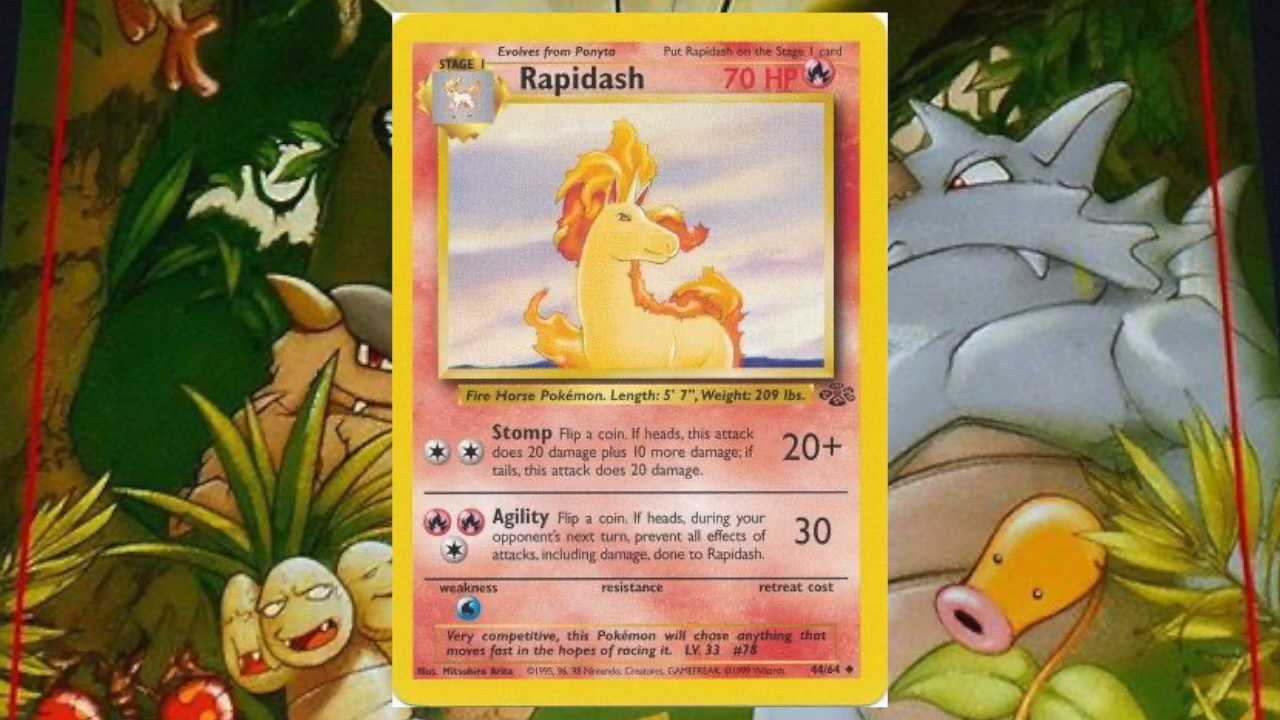 Evolves from Ponyta Put Rapidash on the Stage 1 card
STAGE 1
Rapidash 70 HP
Fire Horse Pokémon. Length: 5' 7", Weight: 209 lbs.
Stomp Flip a coin. If heads, this attack
does 20 damage plus 10 more damage; if
tails, this attack does 20 damage.
20+
Agility Flip a coin. If heads, during your
opponent's next turn, prevent all effects of
attacks, including damage, done to Rapidash.
30
weakness resistance retreat cost
Very competitive, this Pokémon will chase anything that
moves fast in the hopes of racing it. LV. 33 #78
Illus. Mitsuhiro Arita ©1995, 96, 98 Nintendo, Creatures, GAMEFREAK. ©1999 Wizards. 44/64